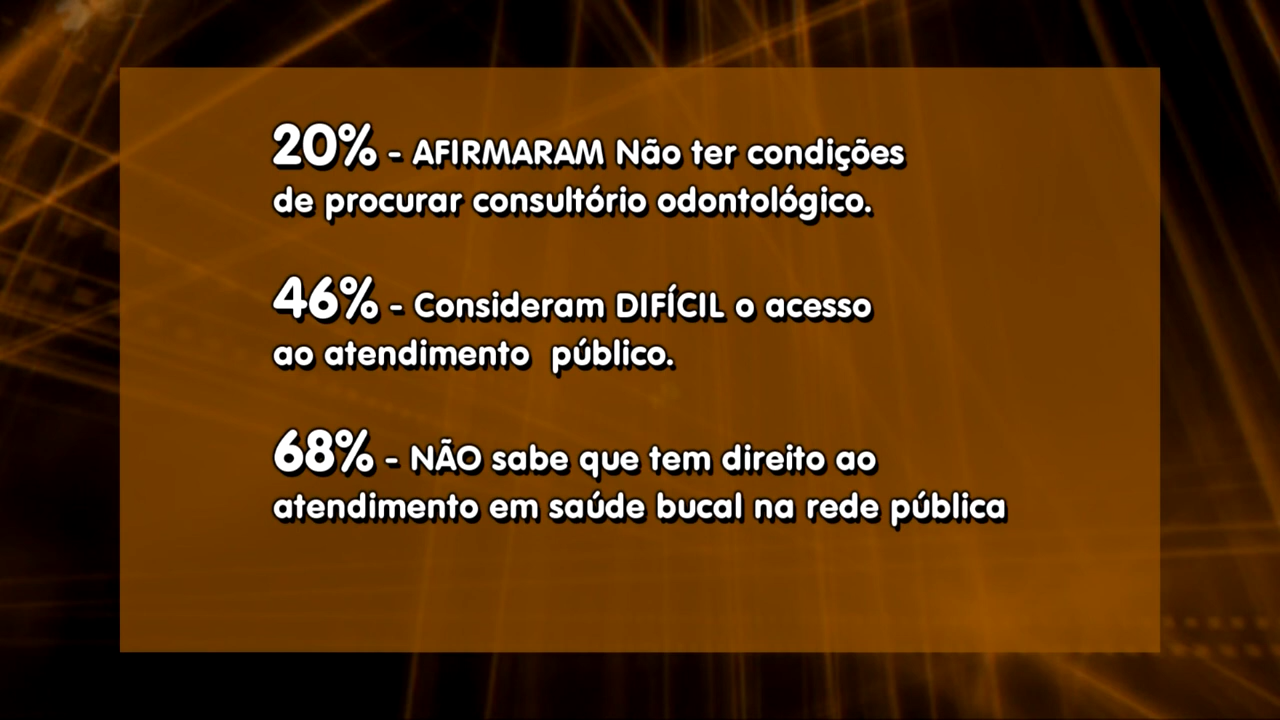 20% - AFIRMARAM Não ter condições
de procurar consultório odontológico.
46% - Consideram DIFÍCIL o acesso
ao atendimento  público.
68% - NÃO sabe que tem direito ao
atendimento em saúde bucal na rede pública